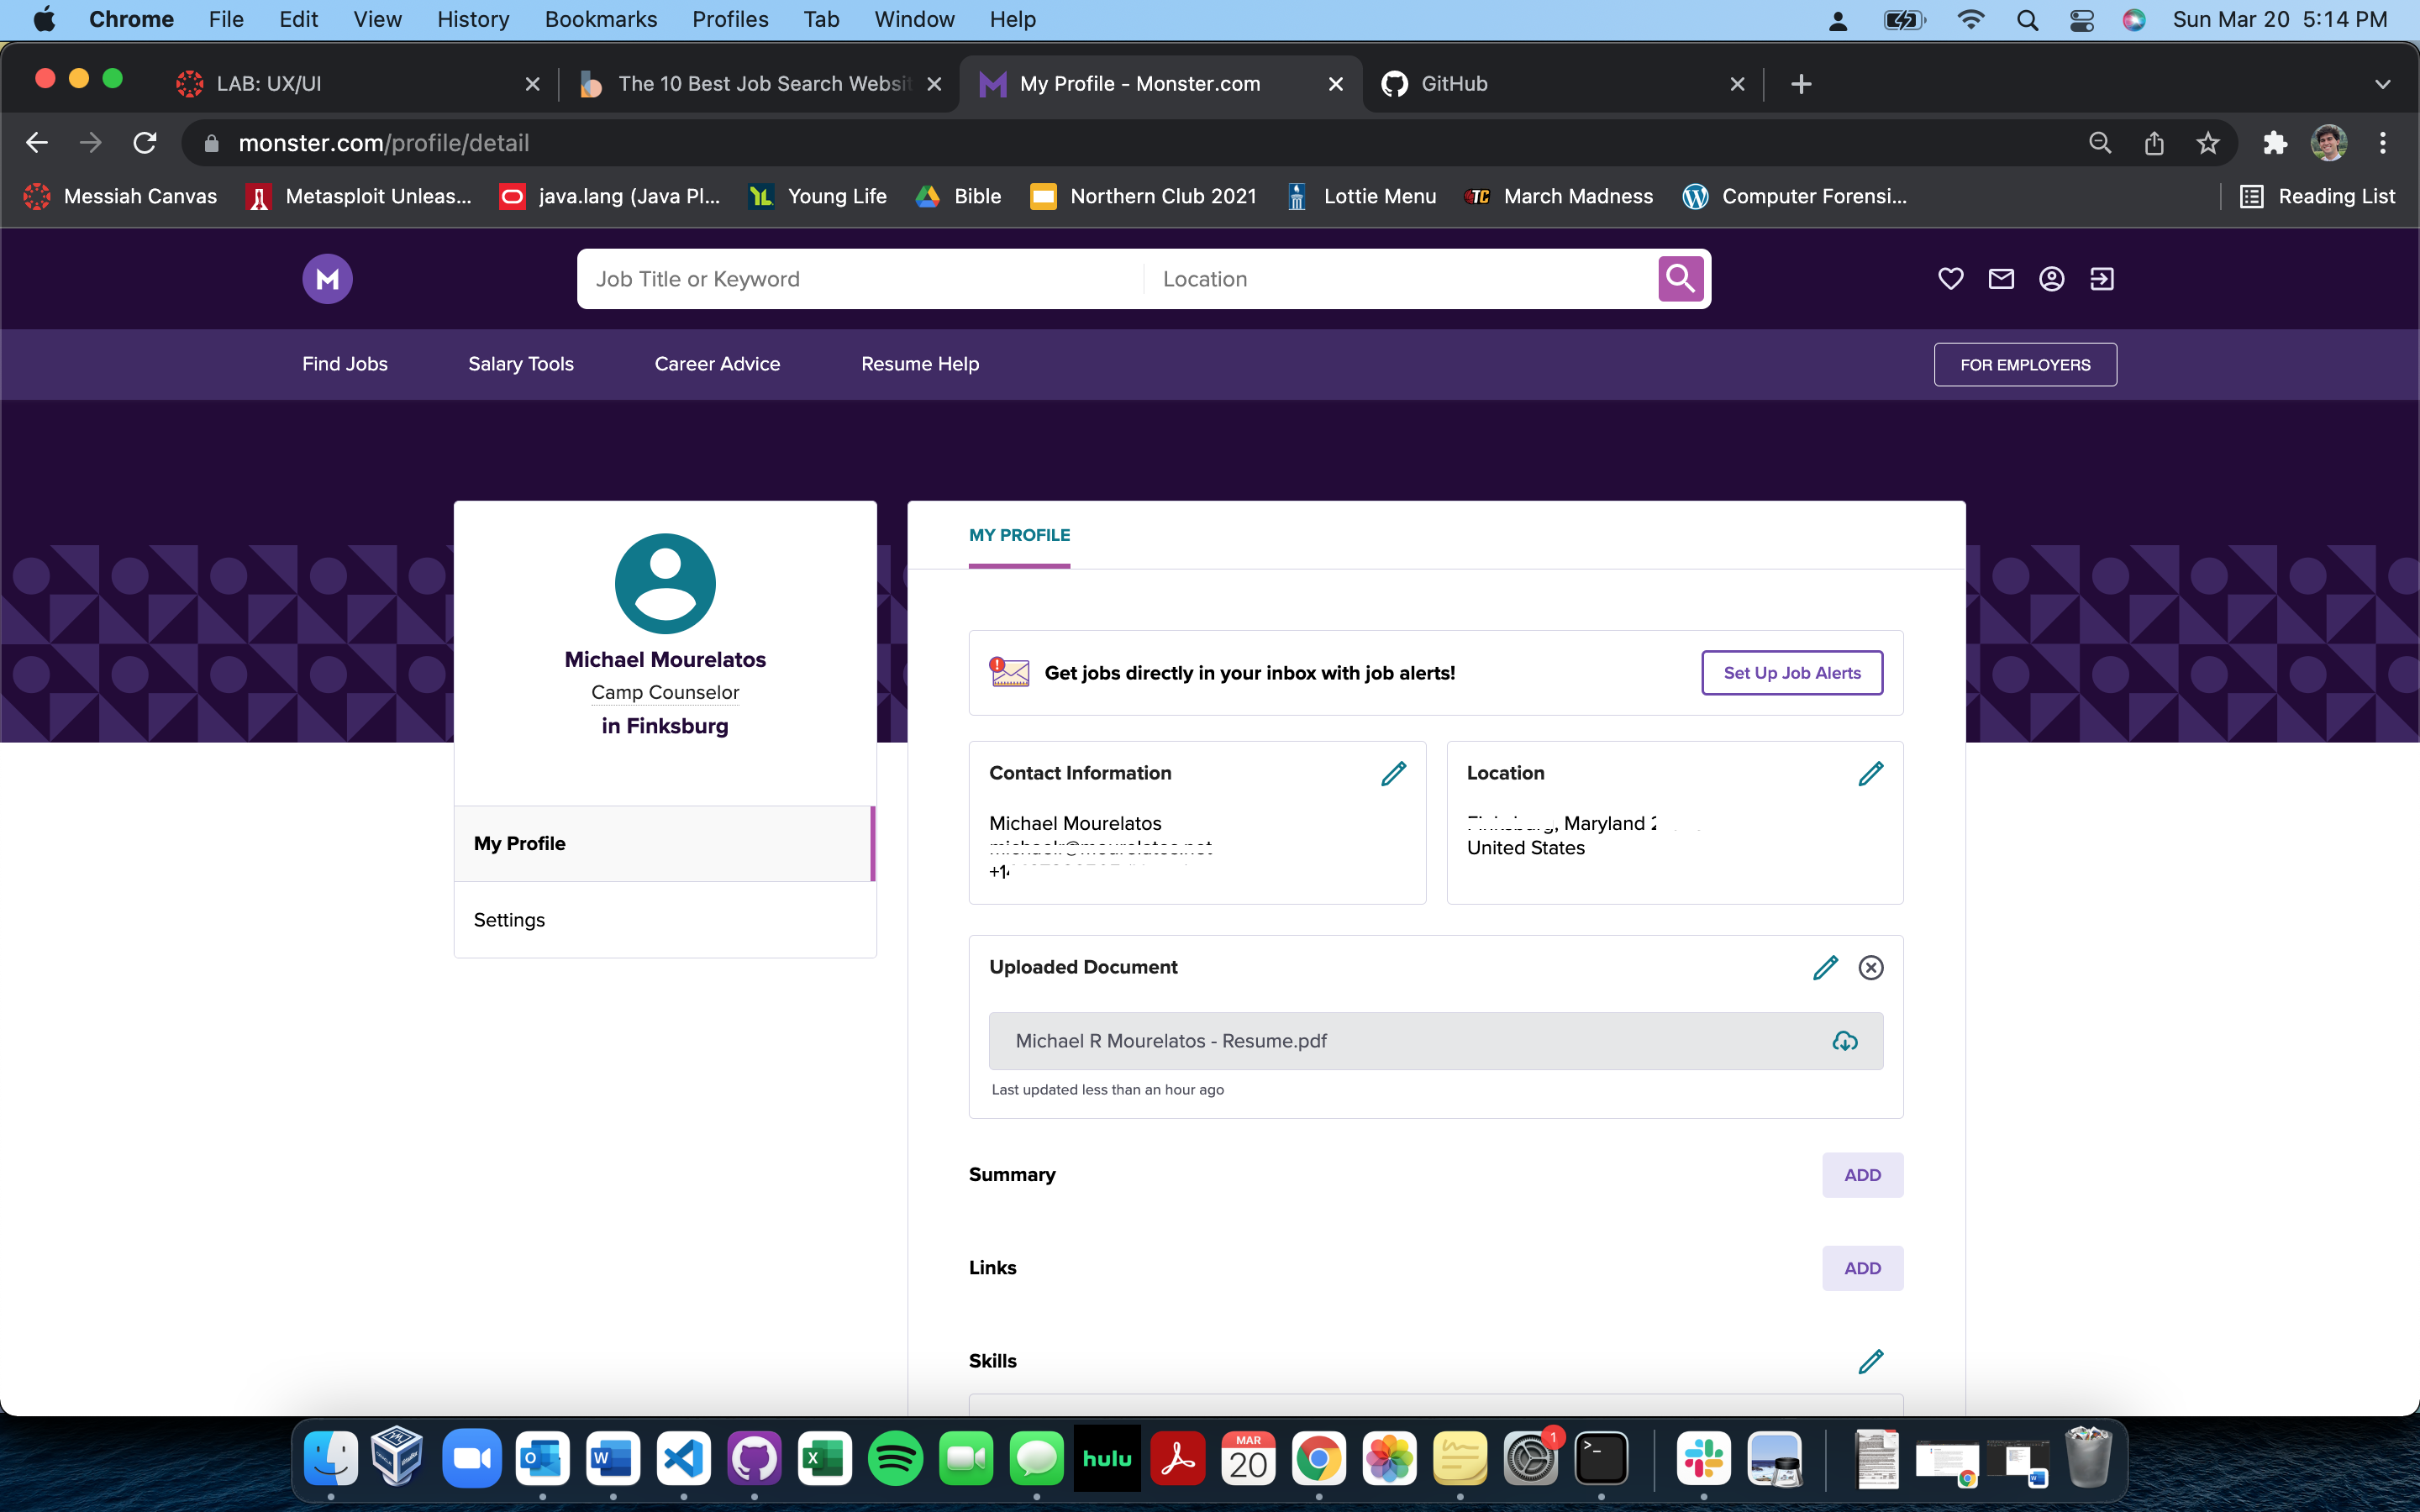 Chrome File Edit View History Bookmarks Profiles Tab Window Help Sun Mar 20 5:14 PM
LAB: UX/UI The 10 Best Job Search Websi My Profile - Monster.com GitHub
monster.com/profile/detail
Messiah Canvas Metasploit Unleas... java.lang (Java Pl... Young Life Bible Northern Club 2021 Lottie Menu March Madness Computer Forensi... Reading List
M Job Title or Keyword Location
Find Jobs Salary Tools Career Advice Resume Help FOR EMPLOYERS
MY PROFILE
Michael Mourelatos
Camp Counselor
in Finksburg
My Profile
Settings
Get jobs directly in your inbox with job alerts! Set Up Job Alerts
Contact Information
Michael Mourelatos
Location
, Maryland
United States
Uploaded Document
Michael R Mourelatos - Resume.pdf
Last updated less than an hour ago
Summary ADD
Links ADD
Skills
hulu
MAR
20
1